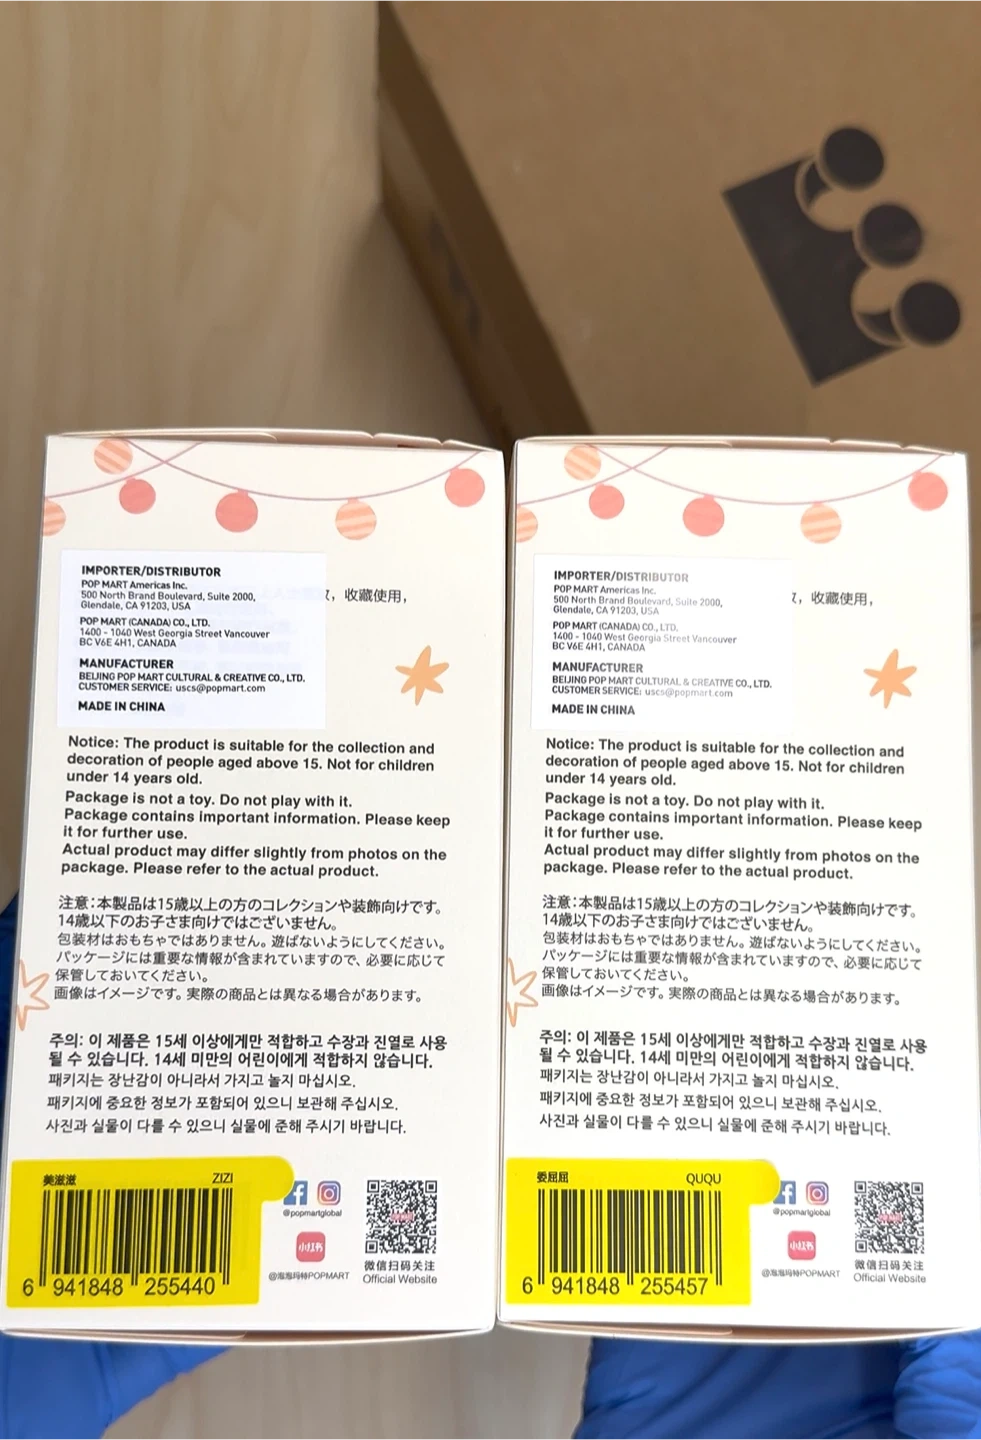 IMPORTER/DISTRIBUTOR
POP MART Americas Inc.
500 North Brand Boulevard, Suite 2000,
Glendale, CA 91203, USA
POP MART (CANADA) CO., LTD.
1400 - 1040 West Georgia Street Vancouver
BC V6E 4H1, CANADA
MANUFACTURER
BEIJING POP MART CULTURAL & CREATIVE CO., LTD.
CUSTOMER SERVICE: uscs@popmart.com
MADE IN CHINA
，收藏使用，
Notice: The product is suitable for the collection and
decoration of people aged above 15. Not for children
under 14 years old.
Package is not a toy. Do not play with it.
Package contains important information. Please keep
it for further use.
Actual product may differ slightly from photos on the
package. Please refer to the actual product.
注意：本製品は15歳以上の方のコレクションや装飾向けです。
14歳以下のお子さま向けではございません。
包装材はおもちゃではありません。遊ばないようにしてください。
パッケージには重要な情報が含まれていますので、必要に応じて
保管しておいてください。
画像はイメージです。実際の商品とは異なる場合があります。
주의: 이 제품은 15세 이상에게만 적합하고 수장과 진열로 사용
될 수 있습니다. 14세 미만의 어린이에게 적합하지 않습니다.
패키지는 장난감이 아니라서 가지고 놀지 마십시오.
패키지에 중요한 정보가 포함되어 있으니 보관해 주십시오.
사진과 실물이 다를 수 있으니 실물에 준해 주시기 바랍니다.
美滋滋 ZIZI
6 941848 255440
@popmartglobal
小红书
@泡泡玛特POPMART
微信扫码关注
Official Website
IMPORTER/DISTRIBUTOR
POP MART Americas Inc.
500 North Brand Boulevard, Suite 2000,
Glendale, CA 91203, USA
POP MART (CANADA) CO., LTD.
1400 - 1040 West Georgia Street Vancouver
BC V6E 4H1, CANADA
MANUFACTURER
BEIJING POP MART CULTURAL & CREATIVE CO., LTD.
CUSTOMER SERVICE: uscs@popmart.com
MADE IN CHINA
，收藏使用，
Notice: The product is suitable for the collection and
decoration of people aged above 15. Not for children
under 14 years old.
Package is not a toy. Do not play with it.
Package contains important information. Please keep
it for further use.
Actual product may differ slightly from photos on the
package. Please refer to the actual product.
注意：本製品は15歳以上の方のコレクションや装飾向けです。
14歳以下のお子さま向けではございません。
包装材はおもちゃではありません。遊ばないようにしてください。
パッケージには重要な情報が含まれていますので、必要に応じて
保管しておいてください。
画像はイメージです。実際の商品とは異なる場合があります。
주의: 이 제품은 15세 이상에게만 적합하고 수장과 진열로 사용
될 수 있습니다. 14세 미만의 어린이에게 적합하지 않습니다.
패키지는 장난감이 아니라서 가지고 놀지 마십시오.
패키지에 중요한 정보가 포함되어 있으니 보관해 주십시오.
사진과 실물이 다를 수 있으니 실물에 준해 주시기 바랍니다.
委屈屈 QUQU
6 941848 255457
@popmartglobal
小红书
@泡泡玛特POPMART
微信扫码关注
Official Website